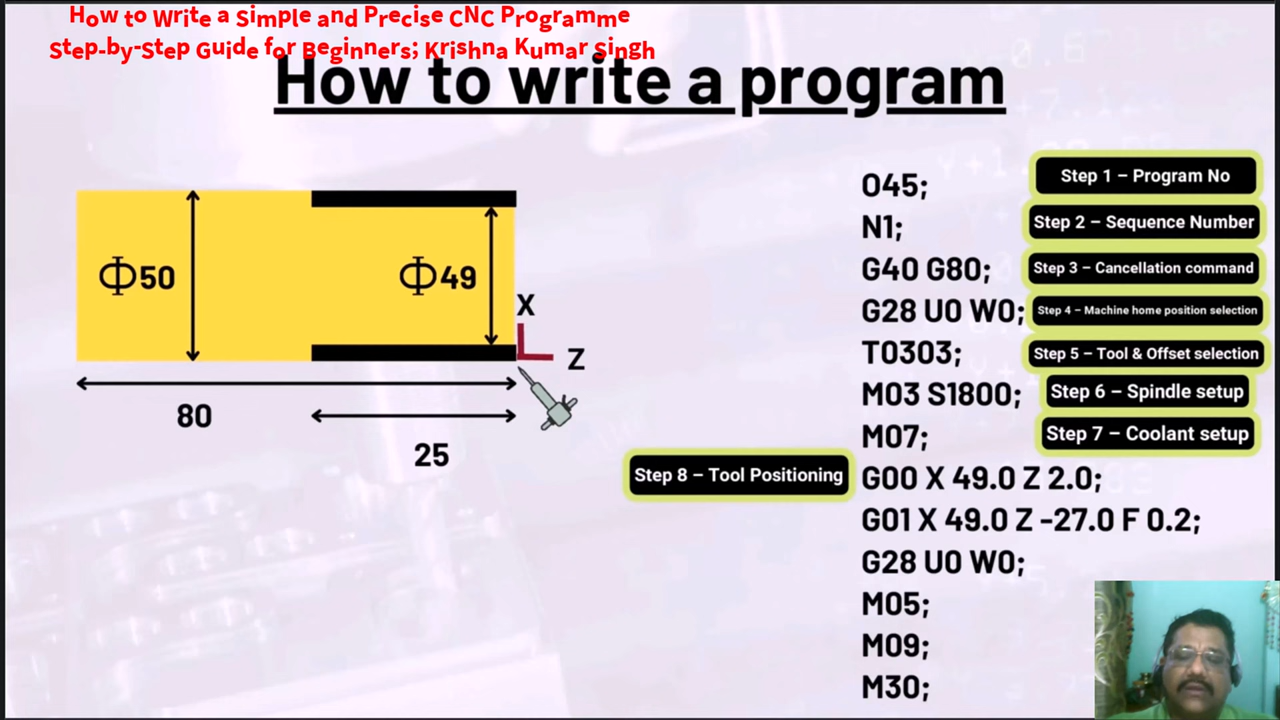 How to Write a Simple and Precise CNC Programme
Step-by-Step Guide for Beginners; Krishna Kumar Singh
How to write a program
Φ50
Φ49
X
Z
80
25
O45;
Step 1 – Program No
N1;
Step 2 – Sequence Number
G40 G80;
Step 3 – Cancellation command
G28 U0 W0;
Step 4 – Machine home position selection
T0303;
Step 5 – Tool & Offset selection
M03 S1800;
Step 6 – Spindle setup
M07;
Step 7 – Coolant setup
Step 8 – Tool Positioning
G00 X 49.0 Z 2.0;
G01 X 49.0 Z -27.0 F 0.2;
G28 U0 W0;
M05;
M09;
M30;